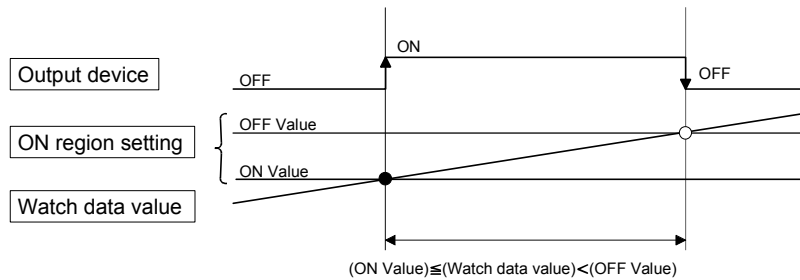 ON
Output device
OFF
OFF
ON region setting
OFF Value
ON Value
Watch data value
(ON Value)≦(Watch data value)<(OFF Value)